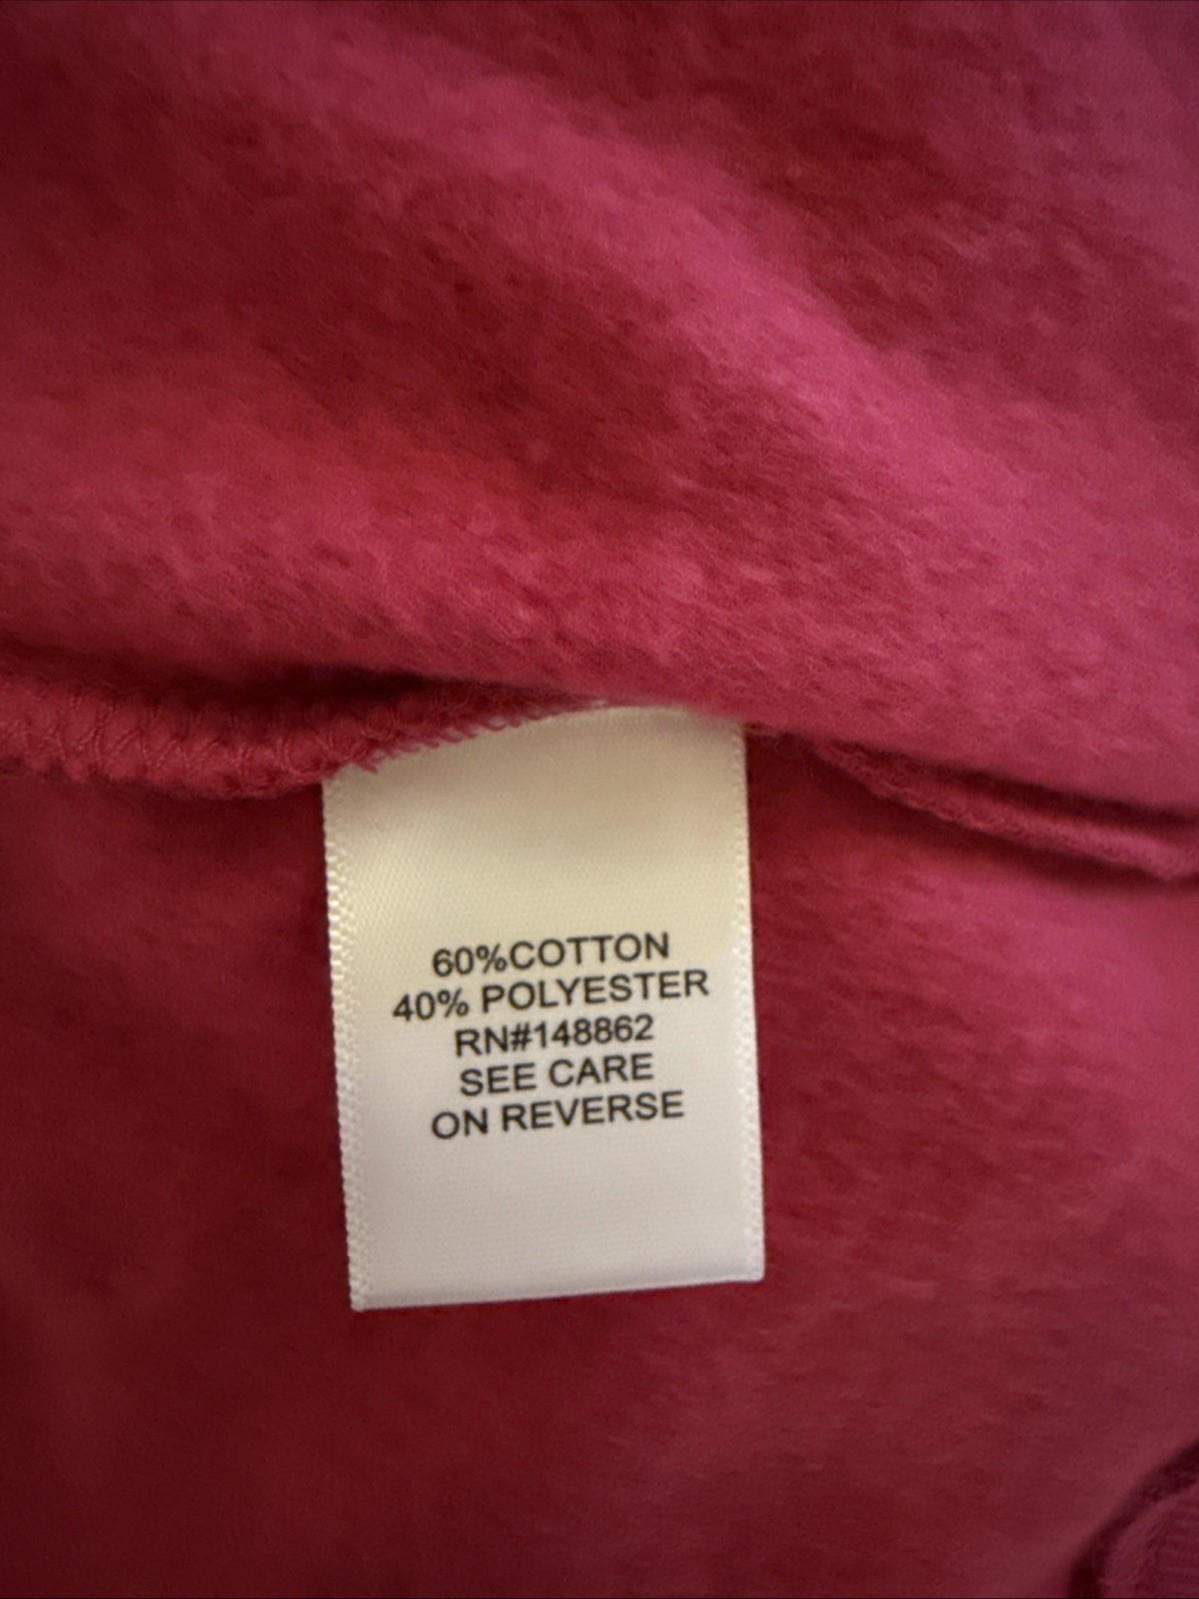 60%COTTON
40% POLYESTER
RN#148862
SEE CARE
ON REVERSE